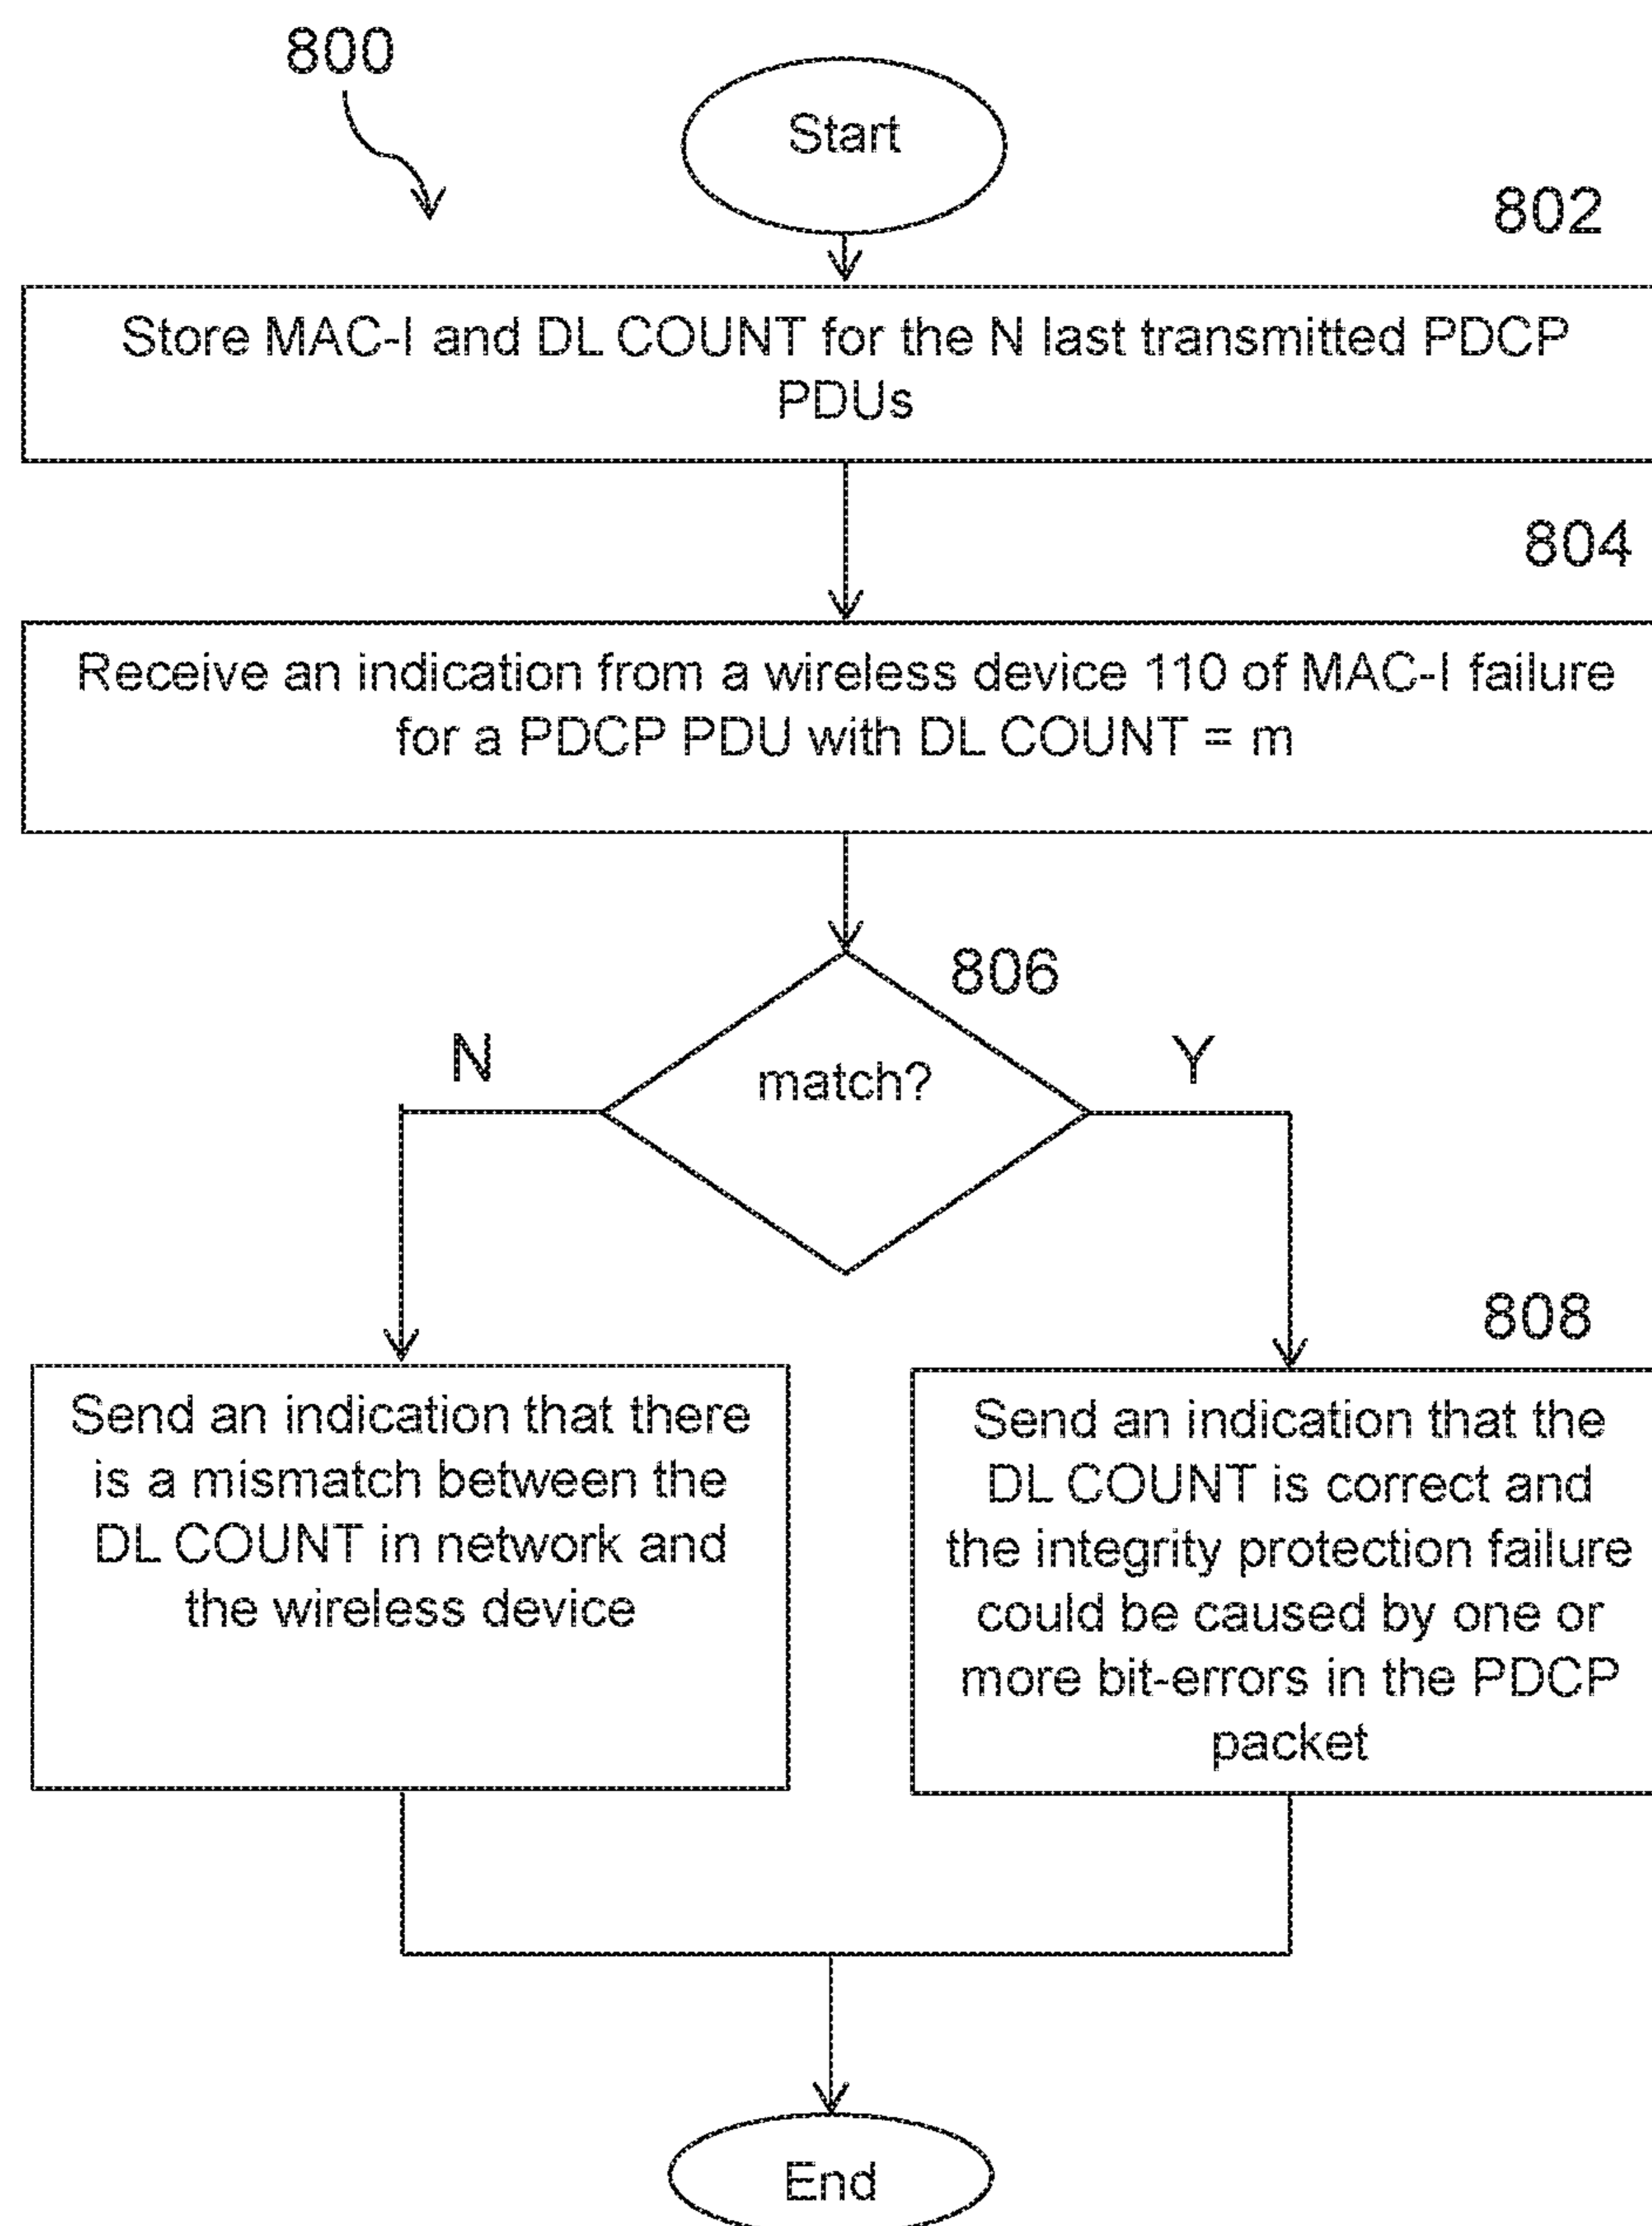 800
Start
802
Store MAC-I and DL COUNT for the N last transmitted PDCP
PDUs
804
Receive an indication from a wireless device 110 of MAC-I failure
for a PDCP PDU with DL COUNT = m
806
N
match?
Y
808
Send an indication that there
is a mismatch between the
DL COUNT in network and
the wireless device
Send an indication that the
DL COUNT is correct and
the integrity protection failure
could be caused by one or
more bit-errors in the PDCP
packet
End